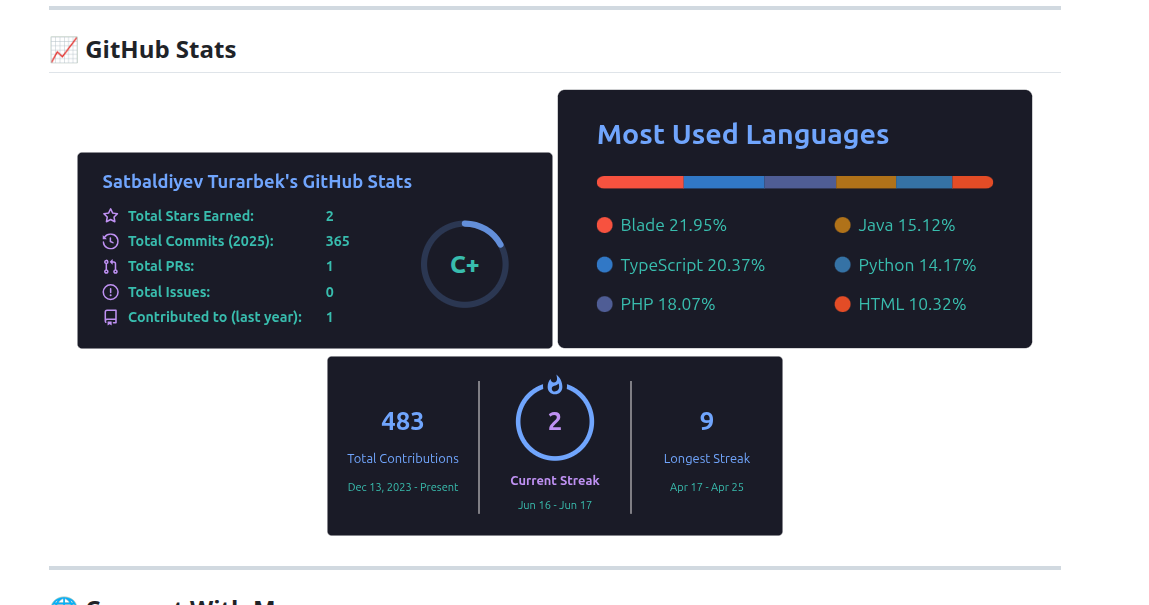 GitHub Stats
Satbaldiyev Turarbek's GitHub Stats
Total Stars Earned: 2
Total Commits (2025): 365
Total PRs: 1
Total Issues: 0
Contributed to (last year): 1
C+
Most Used Languages
Blade 21.95%
TypeScript 20.37%
PHP 18.07%
Java 15.12%
Python 14.17%
HTML 10.32%
483
Total Contributions
Dec 13, 2023 - Present
2
Current Streak
Jun 16 - Jun 17
9
Longest Streak
Apr 17 - Apr 25